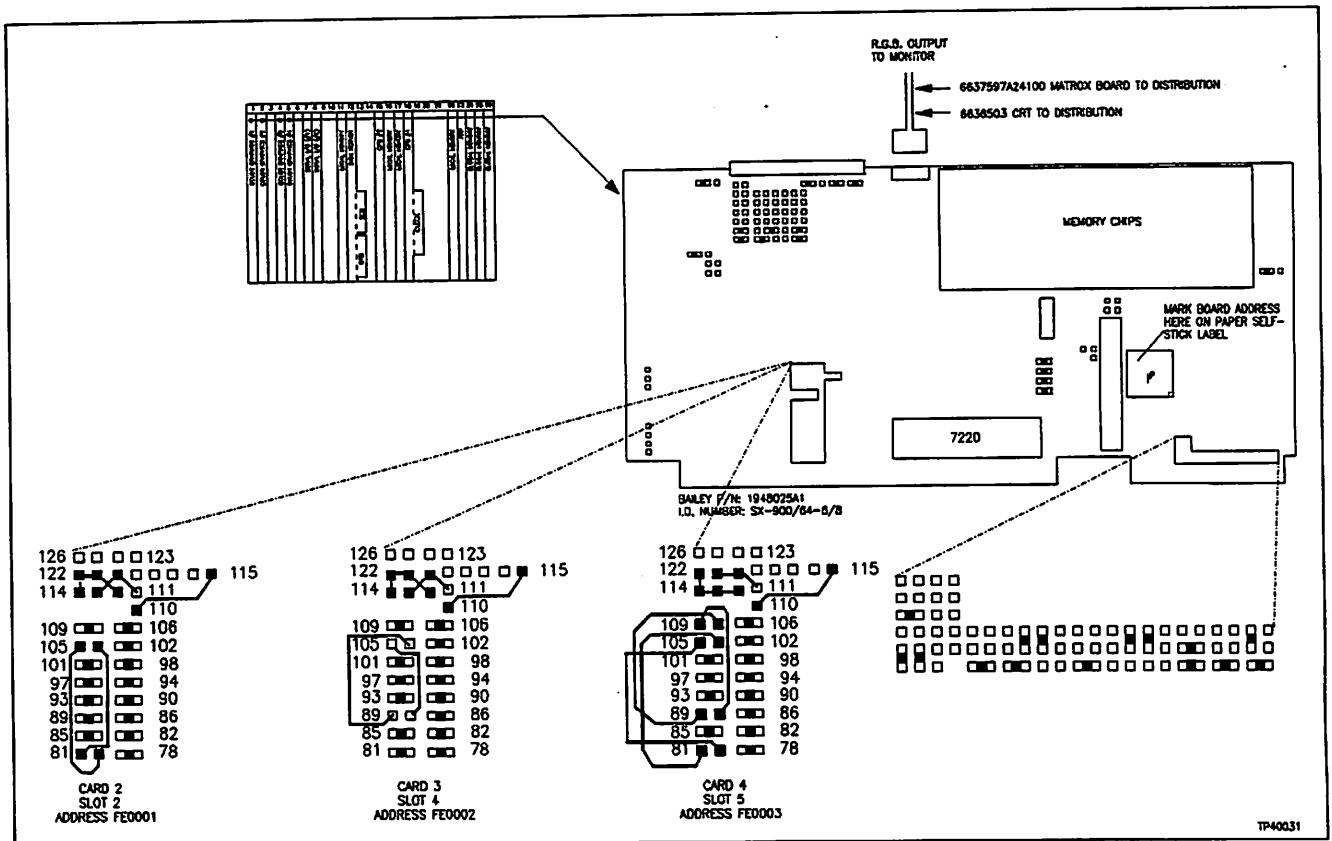 R.G.B. OUTPUT
TO MONITOR
6637597A24100 MATROX BOARD TO DISTRIBUTION
6636503 CRT TO DISTRIBUTION
MEMORY CHIPS
MARK BOARD ADDRESS
HERE ON PAPER SELF-
STICK LABEL
7220
BAILEY P/N: 1948025A1
I.D. NUMBER: SX-900/64-6/8
126 123
122 115
114 111
110
109 106
105 102
101 98
97 94
93 90
89 86
85 82
81 78
CARD 2
SLOT 2
ADDRESS FE0001
126 123
122 115
114 111
110
109 106
105 102
101 98
97 94
93 90
89 86
85 82
81 78
CARD 3
SLOT 4
ADDRESS FE0002
126 123
122 115
114 111
110
109 106
105 102
101 98
97 94
93 90
89 86
85 82
81 78
CARD 4
SLOT 5
ADDRESS FE0003
TP40031